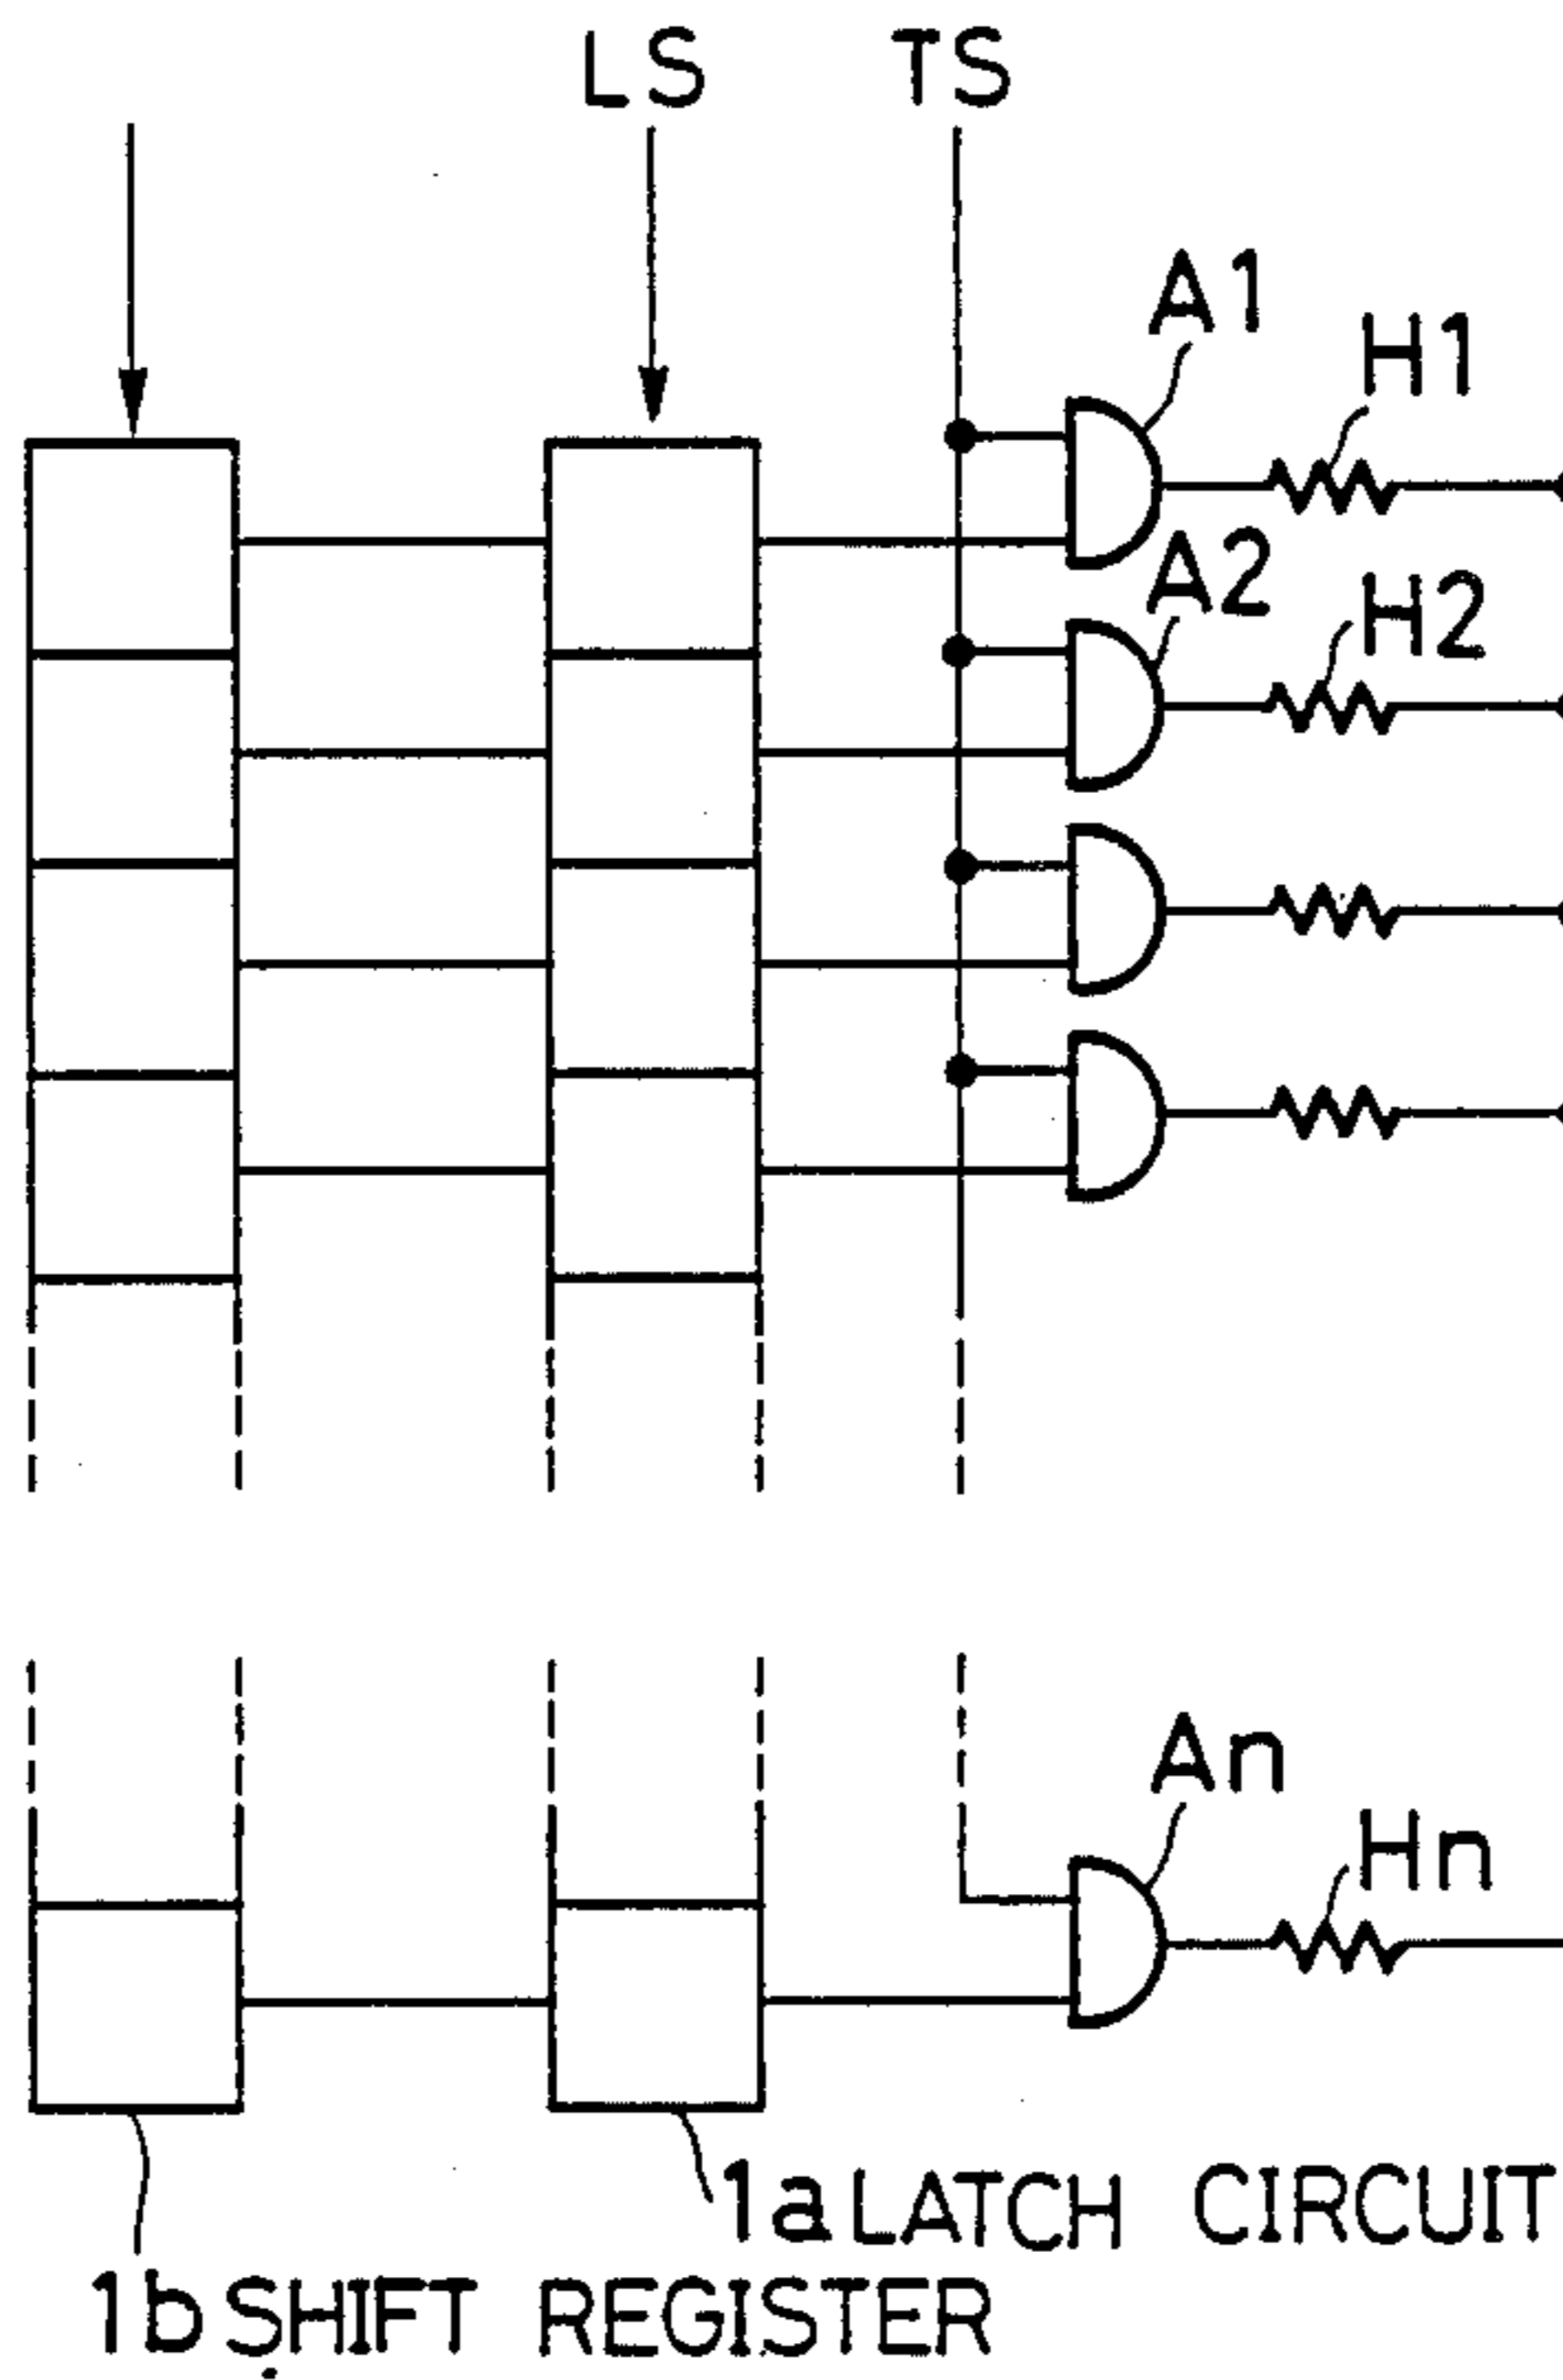 LS TS
A1
H1
A2
H2
An
Hn
1a LATCH CIRCUIT
1b SHIFT REGISTER